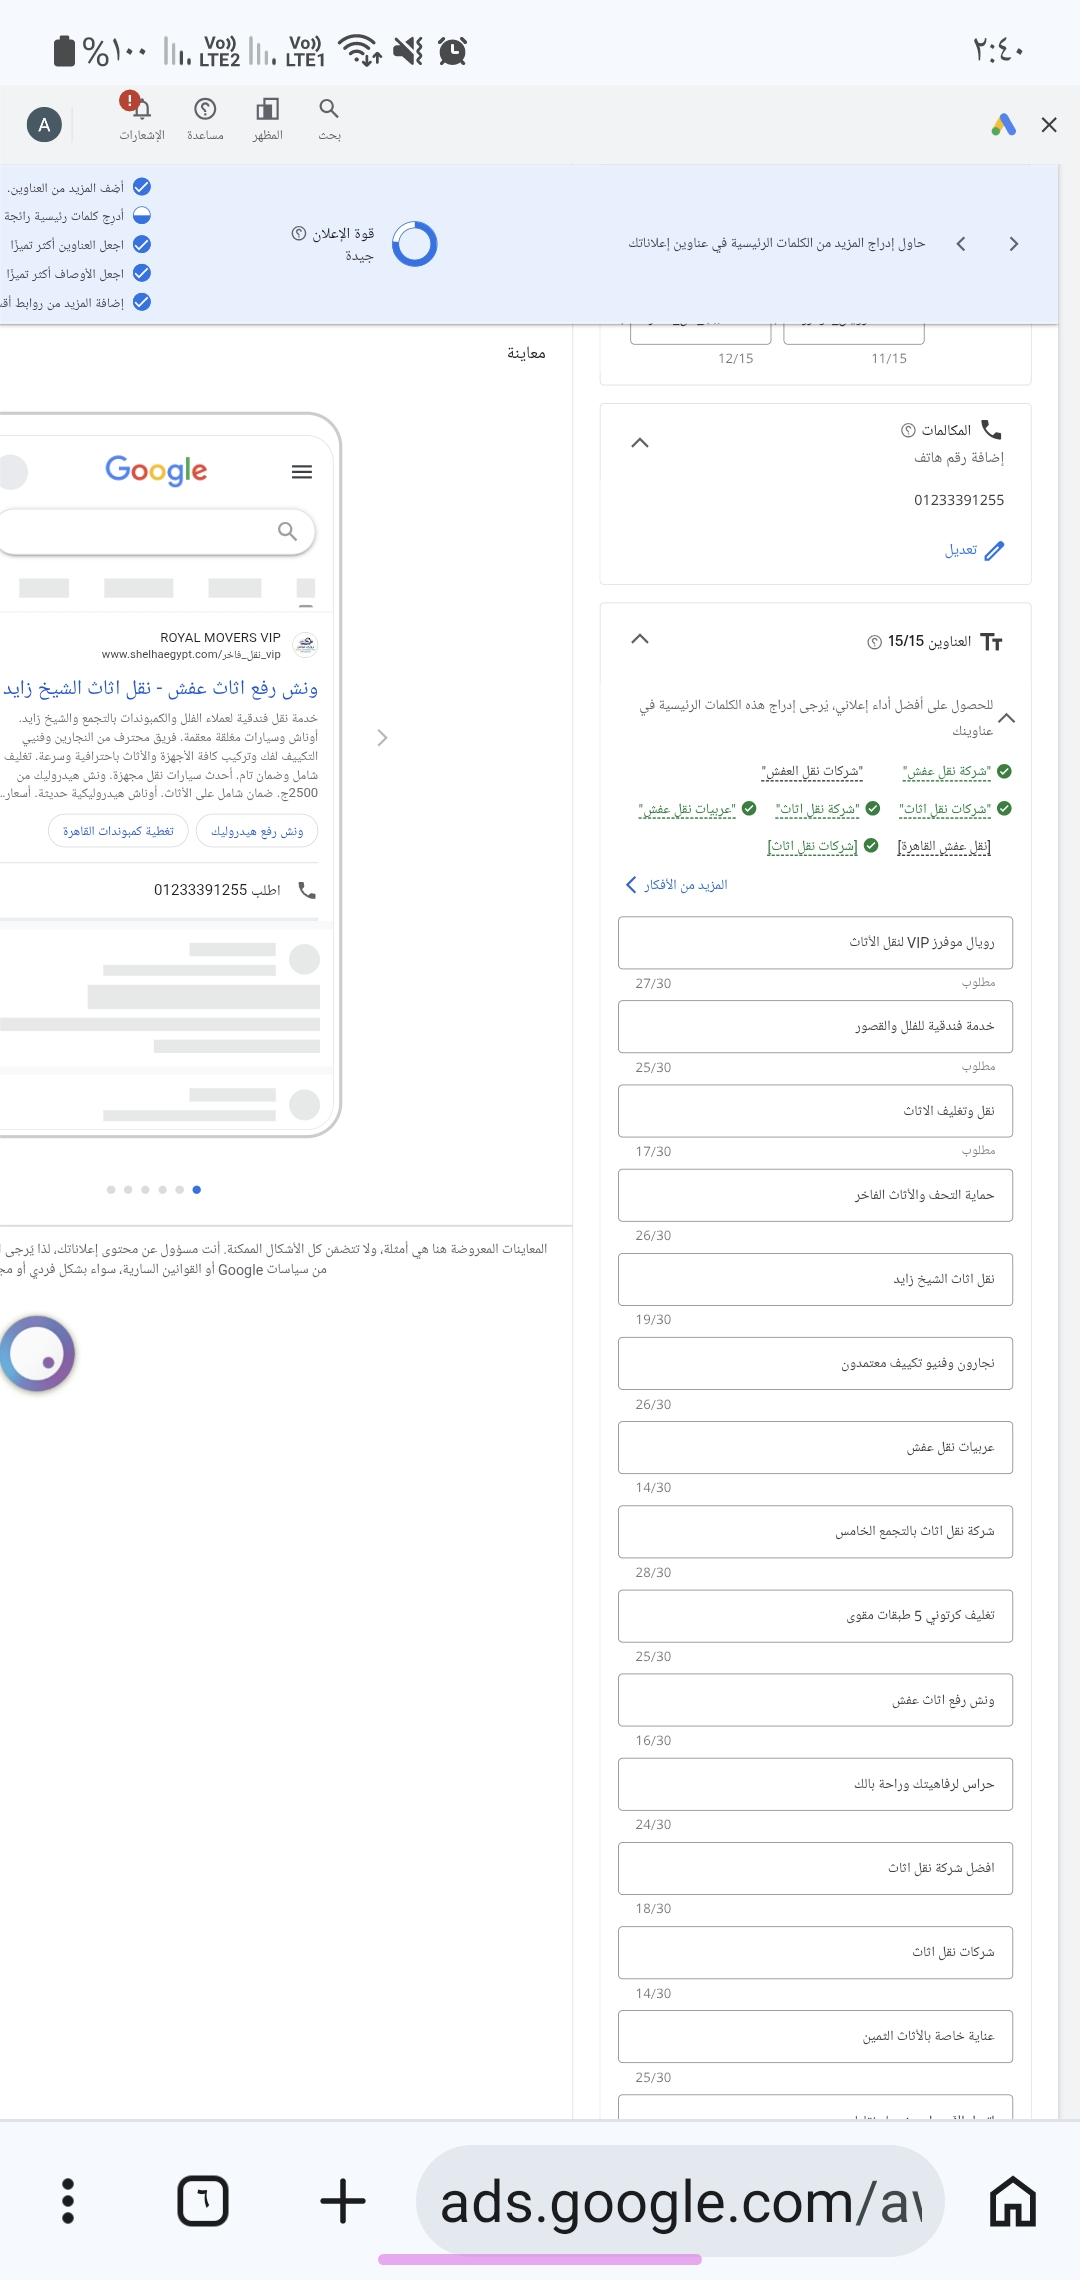 ٢:٤٠
Vo)) LTE1
Vo)) LTE2
%١٠٠
بحث
المظهر
مساعدة
الإشعارات
A
حاول إدراج المزيد من الكلمات الرئيسية في عناوين إعلاناتك
قوة الإعلان
جيدة
أضِف المزيد من العناوين.
أدرِج كلمات رئيسية رائجة
اجعل العناوين أكثر تميزًا
اجعل الأوصاف أكثر تميزًا
إضافة المزيد من روابط
11/15
12/15
المكالمات
إضافة رقم هاتف
01233391255
تعديل
العناوين 15/15
للحصول على أفضل أداء إعلاني، يُرجى إدراج هذه الكلمات الرئيسية في
عناوينك
"شركة نقل عفش"
"شركات نقل العفش"
"شركات نقل اثاث"
"شركة نقل اثاث"
"عربيات نقل عفش"
[نقل عفش القاهرة]
[شركات نقل اثاث]
المزيد من الأفكار
رويال موفرز VIP لنقل الأثاث
مطلوب
27/30
خدمة فندقية للفلل والقصور
مطلوب
25/30
نقل وتغليف الاثاث
مطلوب
17/30
حماية التحف والأثاث الفاخر
26/30
نقل اثاث الشيخ زايد
19/30
نجارون وفنيو تكييف معتمدون
26/30
عربيات نقل عفش
14/30
شركة نقل اثاث بالتجمع الخامس
28/30
تغليف كرتوني 5 طبقات مقوى
25/30
ونش رفع اثاث عفش
16/30
حراس لرفاهيتك وراحة بالك
24/30
افضل شركة نقل اثاث
18/30
شركات نقل اثاث
14/30
عناية خاصة بالأثاث الثمين
25/30
معاينة
Google
ROYAL MOVERS VIP
www.shelhaegypt.com/نقل_فاخر_vip
ونش رفع اثاث عفش - نقل اثاث الشيخ زايد
خدمة نقل فندقية لعملاء الفلل والكمبوندات بالتجمع والشيخ زايد.
أوناش وسيارات مغلقة معقمة. فريق محترف من النجارين وفنيي
التكييف لفك وتركيب كافة الأجهزة والأثاث باحترافية وسرعة. تغليف
شامل وضمان تام. أحدث سيارات نقل مجهزة. ونش هيدروليك من
2500ج. ضمان شامل على الأثاث. أوناش هيدروليكية حديثة. أسعار...
ونش رفع هيدروليك
تغطية كمبوندات القاهرة
اطلب 01233391255
المعاينات المعروضة هنا هي أمثلة، ولا تتضمّن كل الأشكال الممكنة. أنت مسؤول عن محتوى إعلاناتك، لذا يُرجى
من سياسات Google أو القوانين السارية، سواء بشكل فردي أو
٦
ads.google.com/